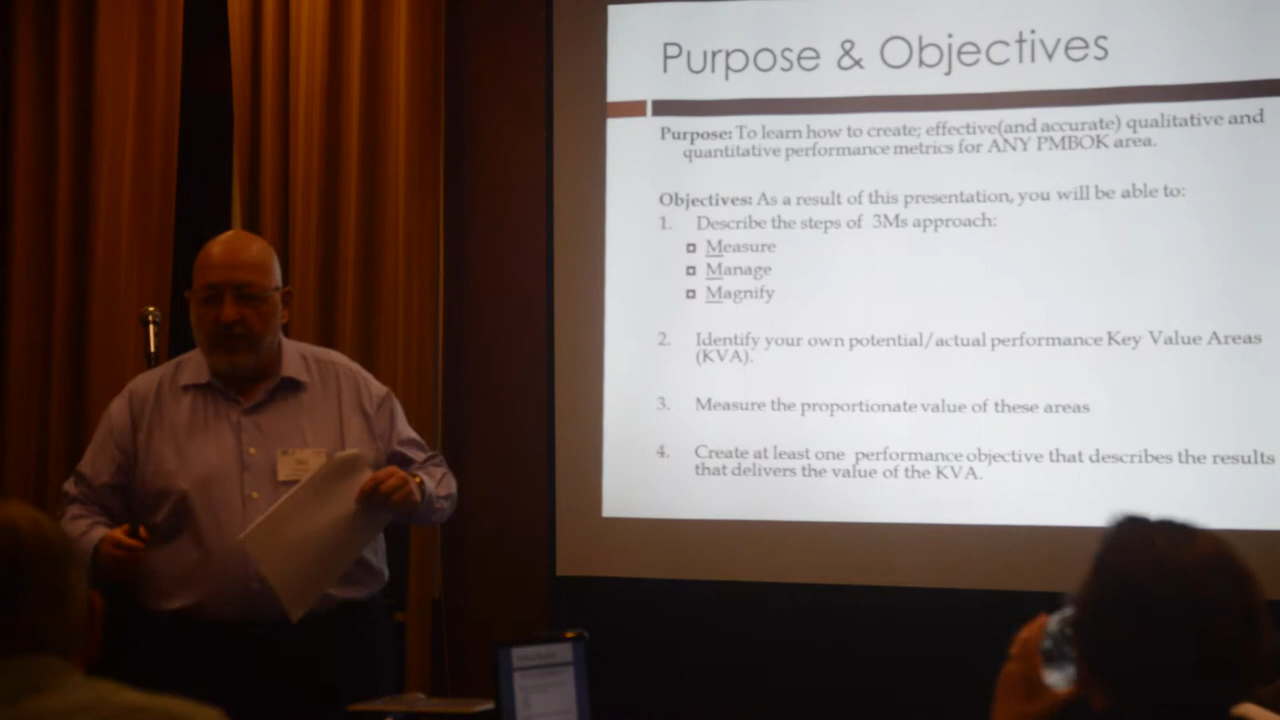 Purpose & Objectives
Purpose: To learn how to create; effective(and accurate) qualitative and
quantitative performance metrics for ANY PMBOK area.
Objectives: As a result of this presentation, you will be able to:
1. Describe the steps of 3Ms approach:
Measure
Manage
Magnify
2. Identify your own potential/actual performance Key Value Areas
(KVA).
3. Measure the proportionate value of these areas
4. Create at least one performance objective that describes the results
that delivers the value of the KVA.